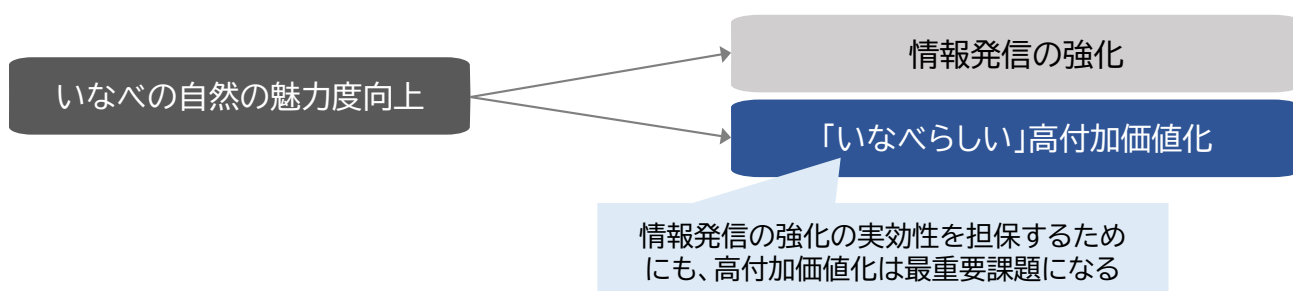 情報発信の強化
いなべの自然の魅力度向上
「いなべらしい」高付加価値化
情報発信の強化の実効性を担保するため
にも、高付加価値化は最重要課題になる